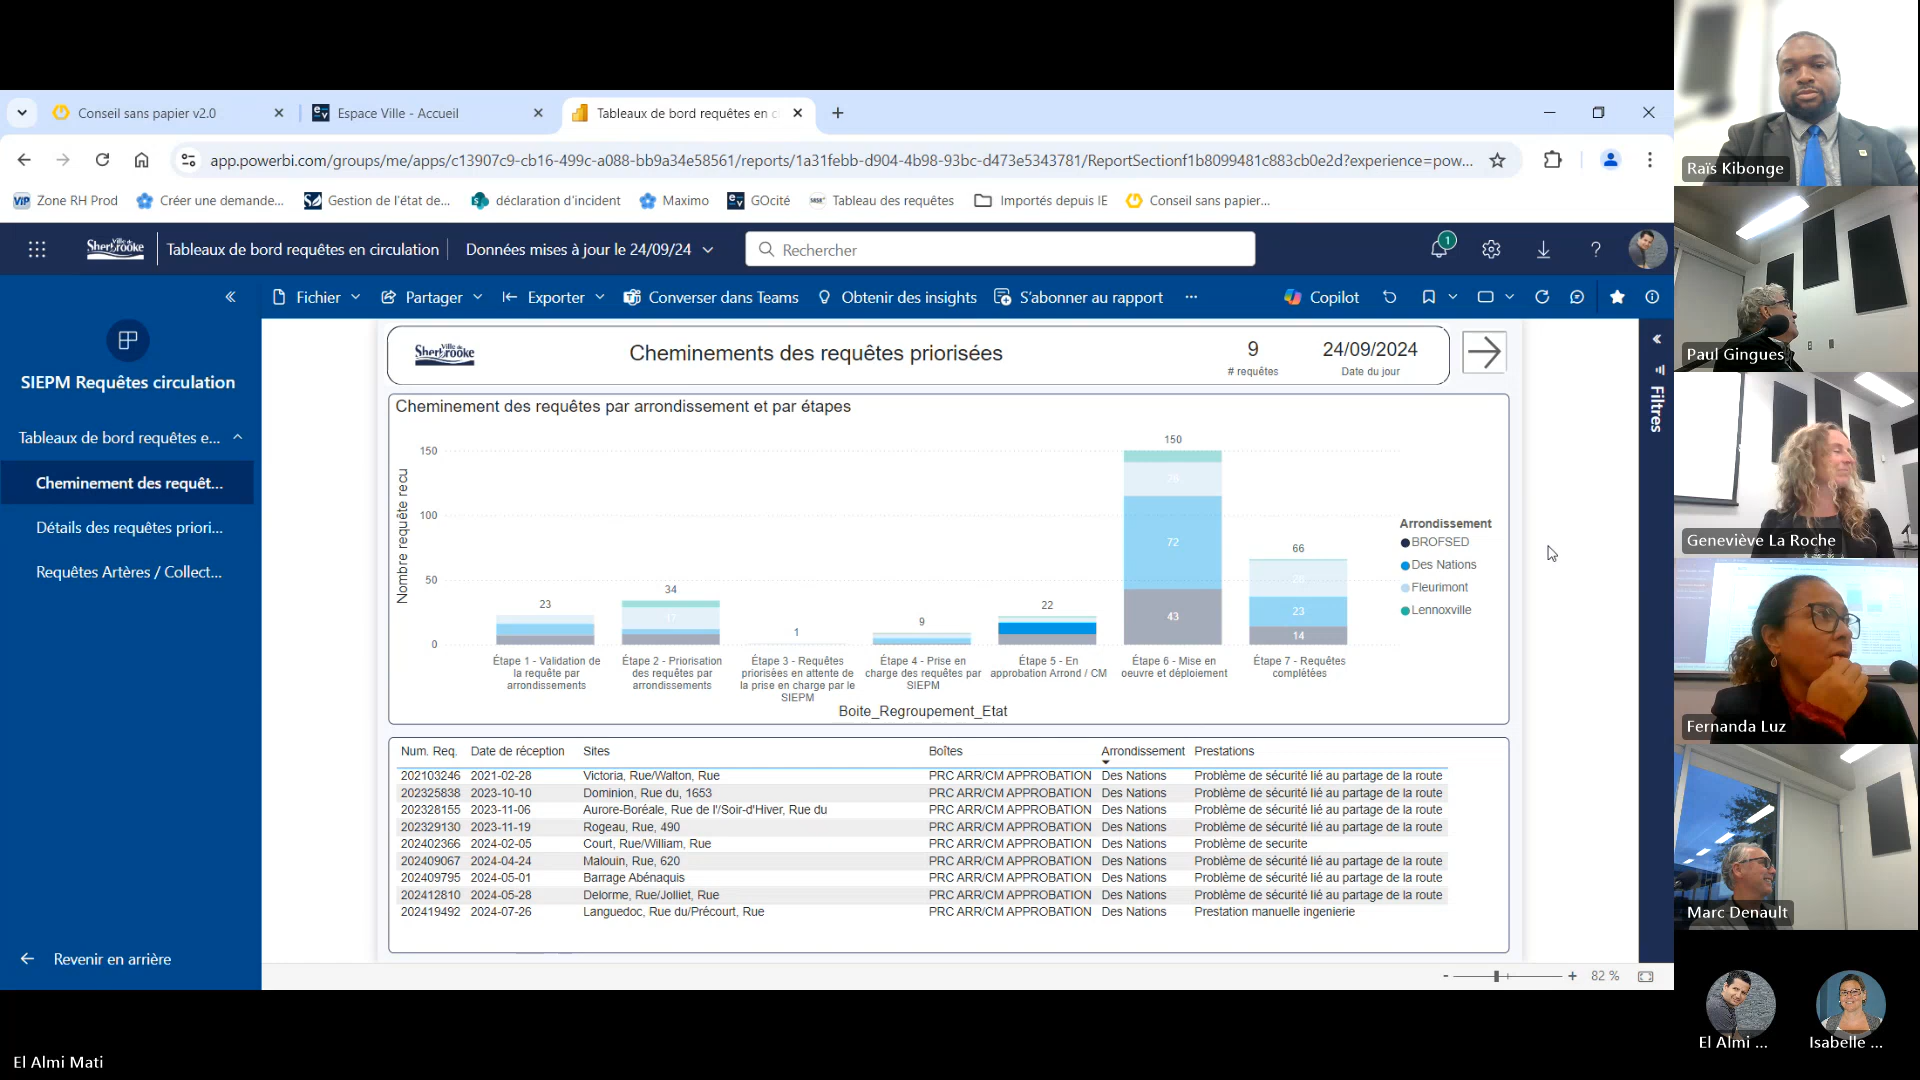 Conseil sans papier v2.0
Espace Ville - Accueil
Tableaux de bord requêtes en c
app.powerbi.com/groups/me/apps/c13907c9-cb16-499c-a088-bb9a34e58561/reports/1a31febb-d904-4b98-93bc-d473e5343781/ReportSectionf1b8099481c883cb0e2d?experience=pow...
VIP Zone RH Prod
Créer une demande...
Gestion de l'état de...
déclaration d'incident
Maximo
GOcité
Tableau des requêtes
Importés depuis IE
Conseil sans papier...
Ville de Sherbrooke
Tableaux de bord requêtes en circulation
Données mises à jour le 24/09/24
Rechercher
1
Fichier
Partager
Exporter
Converser dans Teams
Obtenir des insights
S'abonner au rapport
...
Copilot
SIEPM Requêtes circulation
Tableaux de bord requêtes e...
Cheminement des requêt...
Détails des requêtes priori...
Requêtes Artères / Collect...
Revenir en arrière
Ville de Sherbrooke
Cheminements des requêtes priorisées
9
# requêtes
24/09/2024
Date du jour
Filtres
Cheminement des requêtes par arrondissement et par étapes
Nombre requête recu
150
100
50
0
23
34
17
1
9
22
150
26
72
43
66
28
23
14
Étape 1 - Validation de la requête par arrondissements
Étape 2 - Priorisation des requêtes par arrondissements
Étape 3 - Requêtes priorisées en attente de la prise en charge par le SIEPM
Étape 4 - Prise en charge des requêtes par SIEPM
Étape 5 - En approbation Arrond / CM
Étape 6 - Mise en oeuvre et déploiement
Étape 7 - Requêtes complètées
Boite_Regroupement_Etat
Arrondissement
BROFSED
Des Nations
Fleurimont
Lennoxville
Num. Req. Date de réception Sites Boîtes Arrondissement Prestations
202103246 2021-02-28 Victoria, Rue/Walton, Rue PRC ARR/CM APPROBATION Des Nations Problème de sécurité lié au partage de la route
202325838 2023-10-10 Dominion, Rue du, 1653 PRC ARR/CM APPROBATION Des Nations Problème de sécurité lié au partage de la route
202328155 2023-11-06 Aurore-Boréale, Rue de l'/Soir-d'Hiver, Rue du PRC ARR/CM APPROBATION Des Nations Problème de sécurité lié au partage de la route
202329130 2023-11-19 Rogeau, Rue, 490 PRC ARR/CM APPROBATION Des Nations Problème de sécurité lié au partage de la route
202402366 2024-02-05 Court, Rue/William, Rue PRC ARR/CM APPROBATION Des Nations Problème de securite
202409067 2024-04-24 Malouin, Rue, 620 PRC ARR/CM APPROBATION Des Nations Problème de sécurité lié au partage de la route
202409795 2024-05-01 Barrage Abénaquis PRC ARR/CM APPROBATION Des Nations Problème de sécurité lié au partage de la route
202412810 2024-05-28 Delorme, Rue/Jolliet, Rue PRC ARR/CM APPROBATION Des Nations Problème de sécurité lié au partage de la route
202419492 2024-07-26 Languedoc, Rue du/Précourt, Rue PRC ARR/CM APPROBATION Des Nations Prestation manuelle ingenierie
- + 82 %
Raïs Kibonge
Paul Gingues
Geneviève La Roche
Fernanda Luz
Marc Denault
El Almi ...
Isabelle ...
El Almi Mati